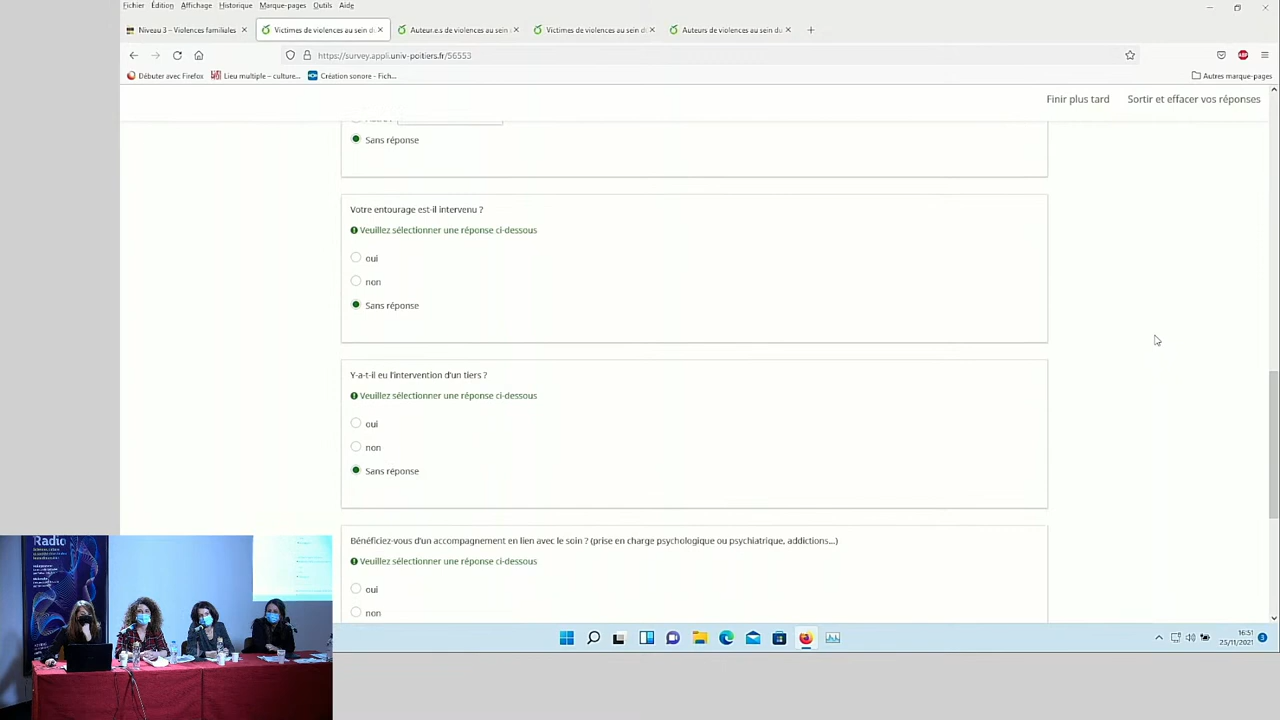 Fichier Édition Affichage Historique Marque-pages Outils Aide
Niveau 3 – Violences familiales × Victimes de violences au sein d × Auteur.e.s de violences au sein × Victimes de violences au sein d × Auteurs de violences au sein du × +
https://survey.appli.univ-poitiers.fr/56553
Débuter avec Firefox Lieu multiple – culture... Création sonore - Fich... Autres marque-pages
Finir plus tard Sortir et effacer vos réponses
Sans réponse
Votre entourage est-il intervenu ?
Veuillez sélectionner une réponse ci-dessous
oui
non
Sans réponse
Y-a-t-il eu l'intervention d'un tiers ?
Veuillez sélectionner une réponse ci-dessous
oui
non
Sans réponse
Bénéficiez-vous d'un accompagnement en lien avec le soin ? (prise en charge psychologique ou psychiatrique, addictions...)
Veuillez sélectionner une réponse ci-dessous
oui
non
Radio
16:51
25/11/2021
3